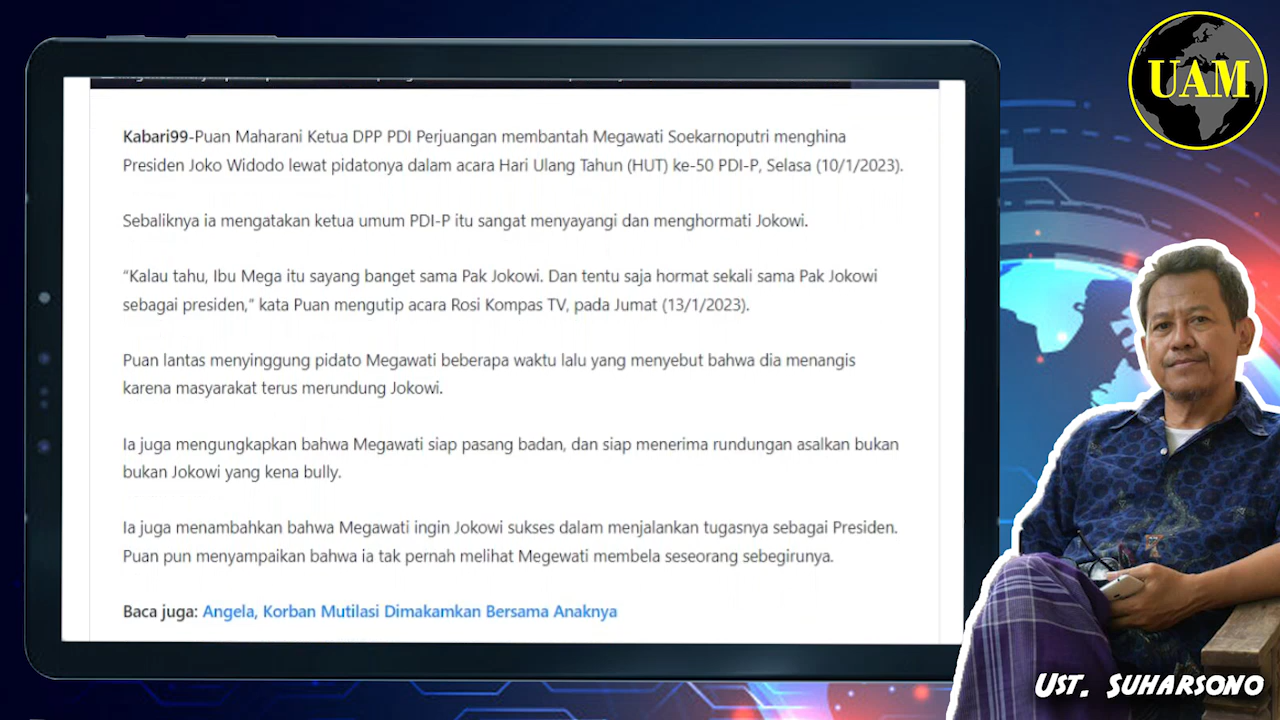 UAM
Kabari99-Puan Maharani Ketua DPP PDI Perjuangan membantah Megawati Soekarnoputri menghina
Presiden Joko Widodo lewat pidatonya dalam acara Hari Ulang Tahun (HUT) ke-50 PDI-P, Selasa (10/1/2023).
Sebaliknya ia mengatakan ketua umum PDI-P itu sangat menyayangi dan menghormati Jokowi.
“Kalau tahu, Ibu Mega itu sayang banget sama Pak Jokowi. Dan tentu saja hormat sekali sama Pak Jokowi
sebagai presiden,” kata Puan mengutip acara Rosi Kompas TV, pada Jumat (13/1/2023).
Puan lantas menyinggung pidato Megawati beberapa waktu lalu yang menyebut bahwa dia menangis
karena masyarakat terus merundung Jokowi.
Ia juga mengungkapkan bahwa Megawati siap pasang badan, dan siap menerima rundungan asalkan bukan
bukan Jokowi yang kena bully.
Ia juga menambahkan bahwa Megawati ingin Jokowi sukses dalam menjalankan tugasnya sebagai Presiden.
Puan pun menyampaikan bahwa ia tak pernah melihat Megewati membela seseorang sebegirunya.
Baca juga: Angela, Korban Mutilasi Dimakamkan Bersama Anaknya
UST. SUHARSONO